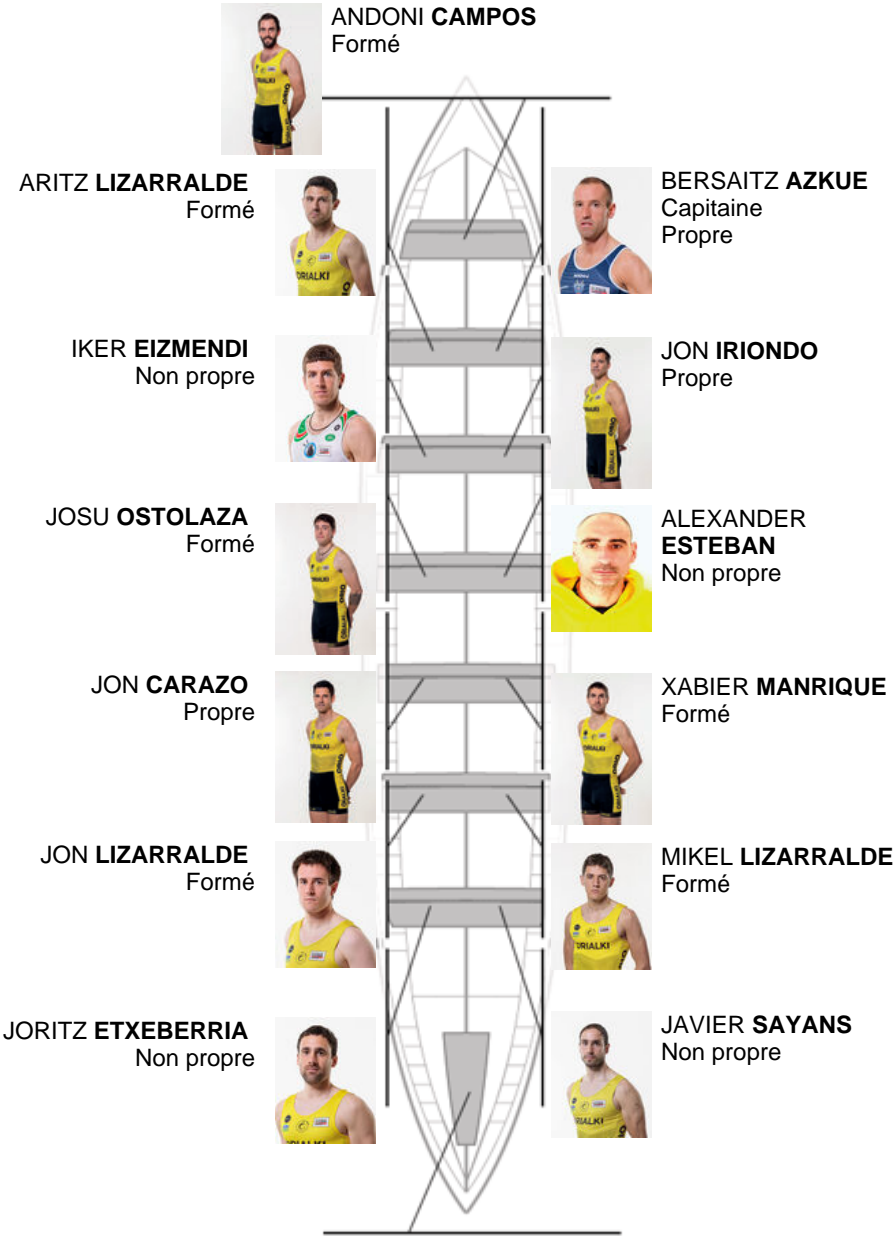 ANDONI CAMPOS
Formé
ARITZ LIZARRALDE
Formé
BERSAITZ AZKUE
Capitaine
Propre
IKER EIZMENDI
Non propre
JON IRIONDO
Propre
JOSU OSTOLAZA
Formé
ALEXANDER
ESTEBAN
Non propre
JON CARAZO
Propre
XABIER MANRIQUE
Formé
JON LIZARRALDE
Formé
MIKEL LIZARRALDE
Formé
JORITZ ETXEBERRIA
Non propre
JAVIER SAYANS
Non propre